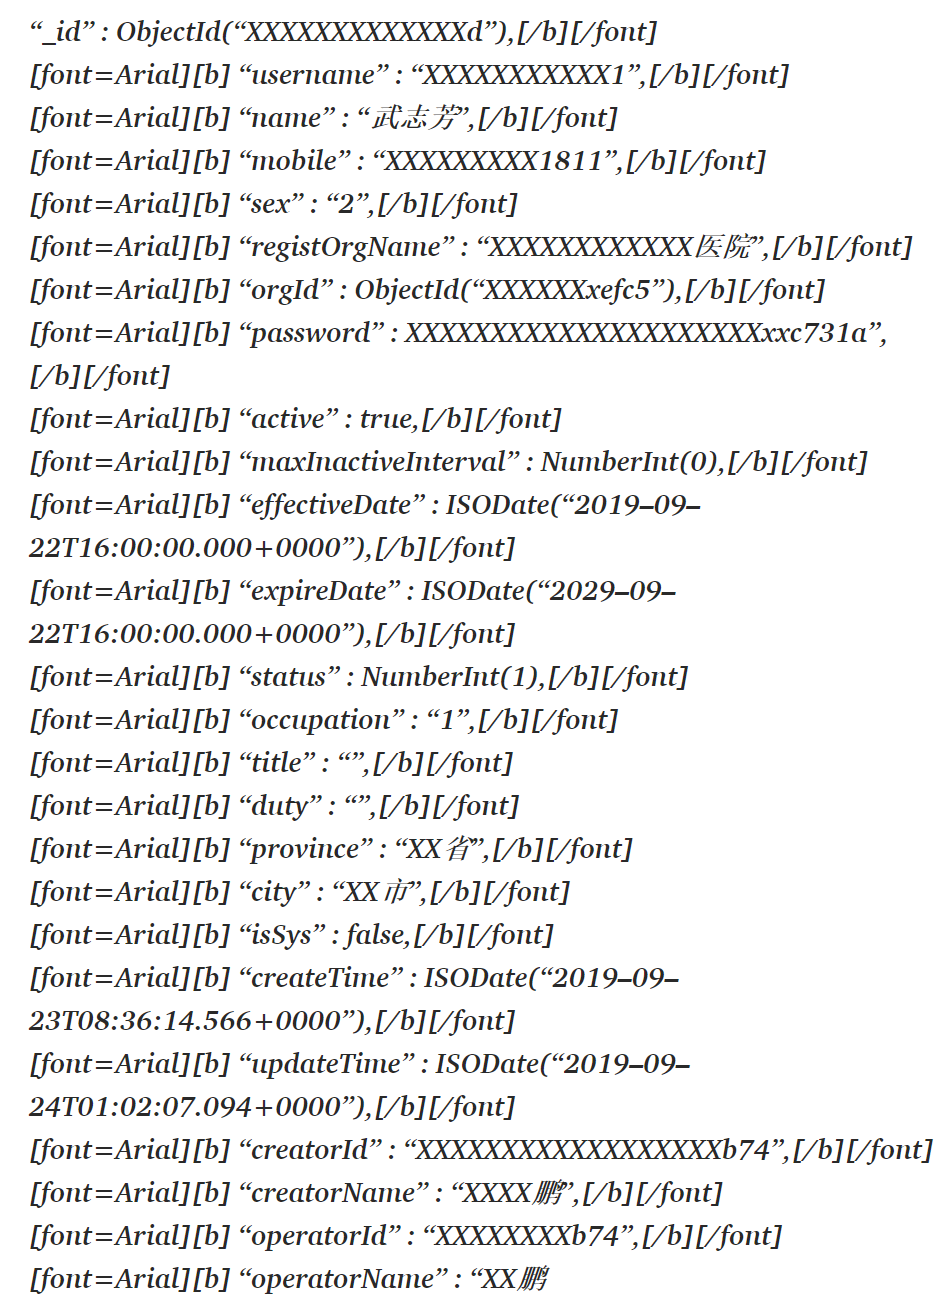 “_id” : ObjectId(“XXXXXXXXXXXXXd”),[/b][/font]
[font=Arial][b] “username” : “XXXXXXXXXXX1”,[/b][/font]
[font=Arial][b] “name” : “武志芳”,[/b][/font]
[font=Arial][b] “mobile” : “XXXXXXXXX1811”,[/b][/font]
[font=Arial][b] “sex” : “2”,[/b][/font]
[font=Arial][b] “registOrgName” : “XXXXXXXXXXXX医院”,[/b][/font]
[font=Arial][b] “orgId” : ObjectId(“XXXXXXxefc5”),[/b][/font]
[font=Arial][b] “password” : XXXXXXXXXXXXXXXXXXXXXxxc731a”,
[/b][/font]
[font=Arial][b] “active” : true,[/b][/font]
[font=Arial][b] “maxInactiveInterval” : NumberInt(0),[/b][/font]
[font=Arial][b] “effectiveDate” : ISODate(“2019–09–
22T16:00:00.000+0000”),[/b][/font]
[font=Arial][b] “expireDate” : ISODate(“2029–09–
22T16:00:00.000+0000”),[/b][/font]
[font=Arial][b] “status” : NumberInt(1),[/b][/font]
[font=Arial][b] “occupation” : “1”,[/b][/font]
[font=Arial][b] “title” : “”,[/b][/font]
[font=Arial][b] “duty” : “”,[/b][/font]
[font=Arial][b] “province” : “XX省”,[/b][/font]
[font=Arial][b] “city” : “XX市”,[/b][/font]
[font=Arial][b] “isSys” : false,[/b][/font]
[font=Arial][b] “createTime” : ISODate(“2019–09–
23T08:36:14.566+0000”),[/b][/font]
[font=Arial][b] “updateTime” : ISODate(“2019–09–
24T01:02:07.094+0000”),[/b][/font]
[font=Arial][b] “creatorId” : “XXXXXXXXXXXXXXXXXXb74”,[/b][/font]
[font=Arial][b] “creatorName” : “XXXX鹏”,[/b][/font]
[font=Arial][b] “operatorId” : “XXXXXXXXb74”,[/b][/font]
[font=Arial][b] “operatorName” : “XX鹏